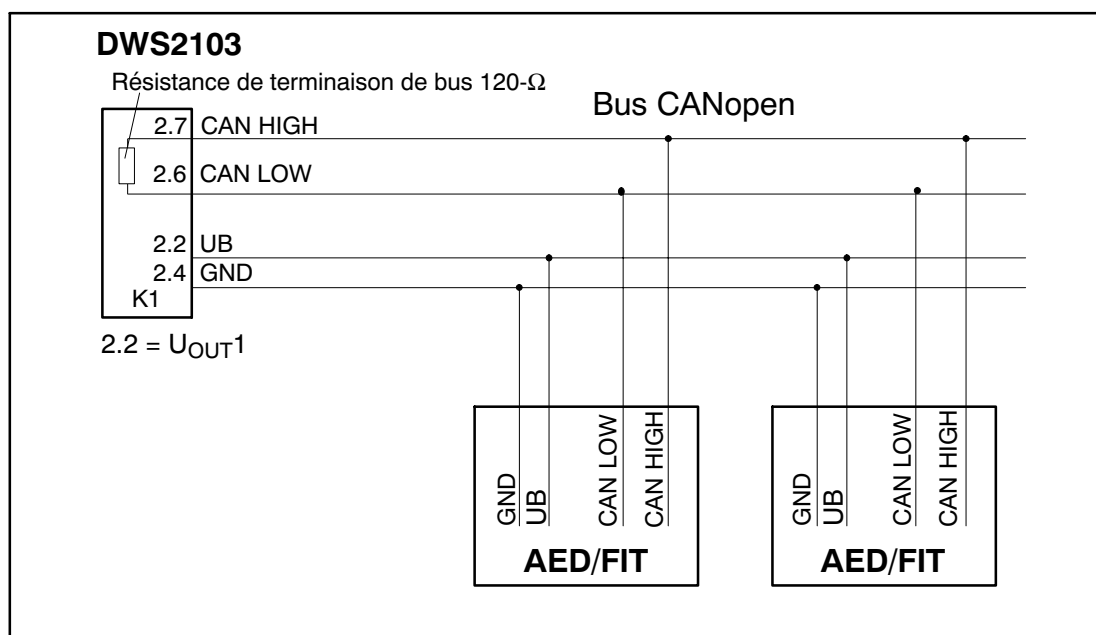 DWS2103
Résistance de terminaison de bus 120-Ω
Bus CANopen
2.7 CAN HIGH
2.6 CAN LOW
2.2 UB
2.4 GND
K1
2.2 = UOUT1
GND
UB
CAN LOW
CAN HIGH
AED/FIT
GND
UB
CAN LOW
CAN HIGH
AED/FIT